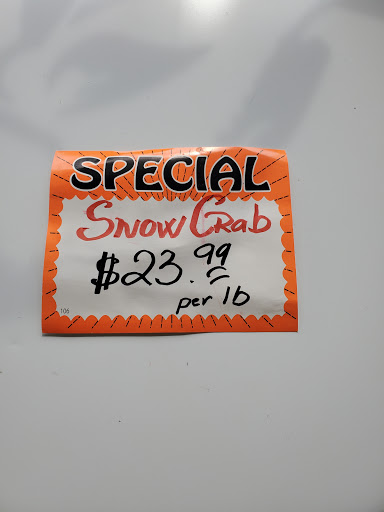 SPECIAL
Snow Crab
$23.99
per lb
106